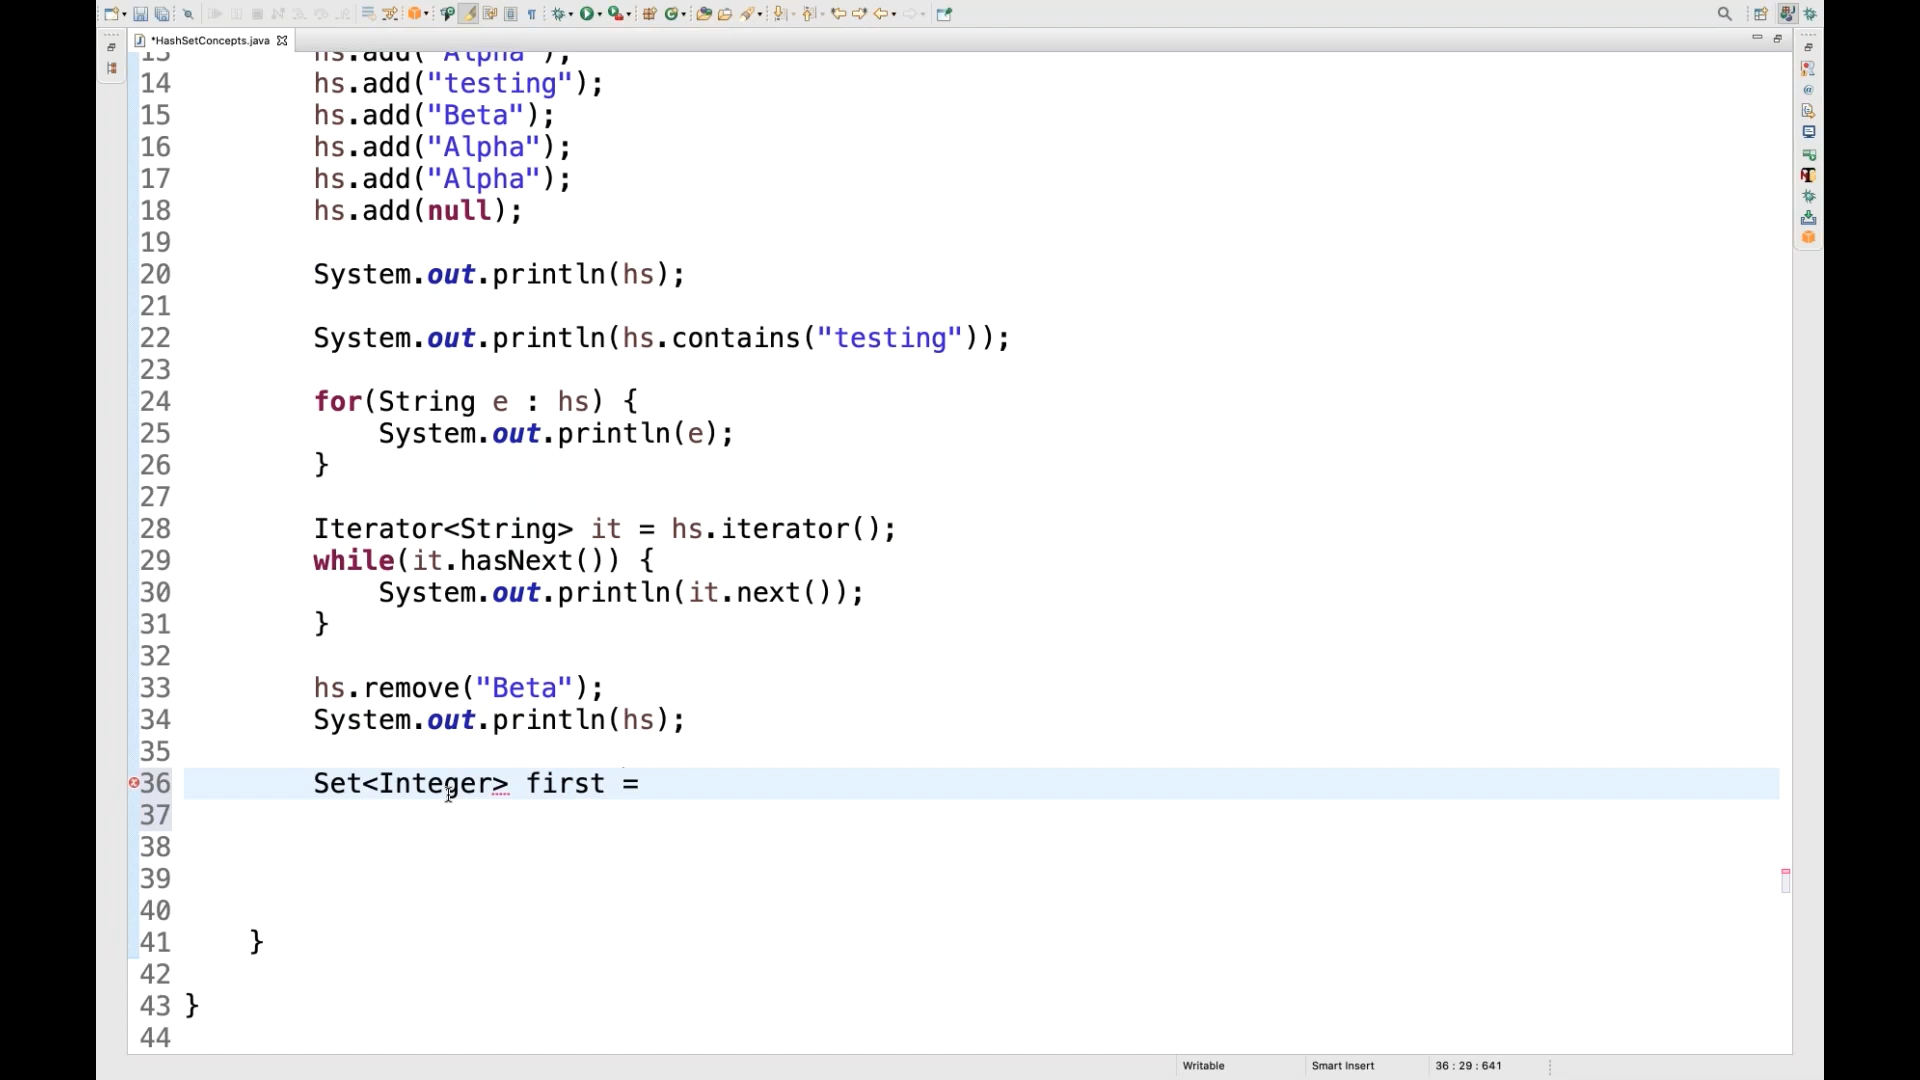 *HashSetConcepts.java
13 hs.add("Alpha");
14 hs.add("testing");
15 hs.add("Beta");
16 hs.add("Alpha");
17 hs.add("Alpha");
18 hs.add(null);
19
20 System.out.println(hs);
21
22 System.out.println(hs.contains("testing"));
23
24 for(String e : hs) {
25 System.out.println(e);
26 }
27
28 Iterator<String> it = hs.iterator();
29 while(it.hasNext()) {
30 System.out.println(it.next());
31 }
32
33 hs.remove("Beta");
34 System.out.println(hs);
35
36 Set<Integer> first =
37
38
39
40
41 }
42
43 }
44
Writable Smart Insert 36 : 29 : 641